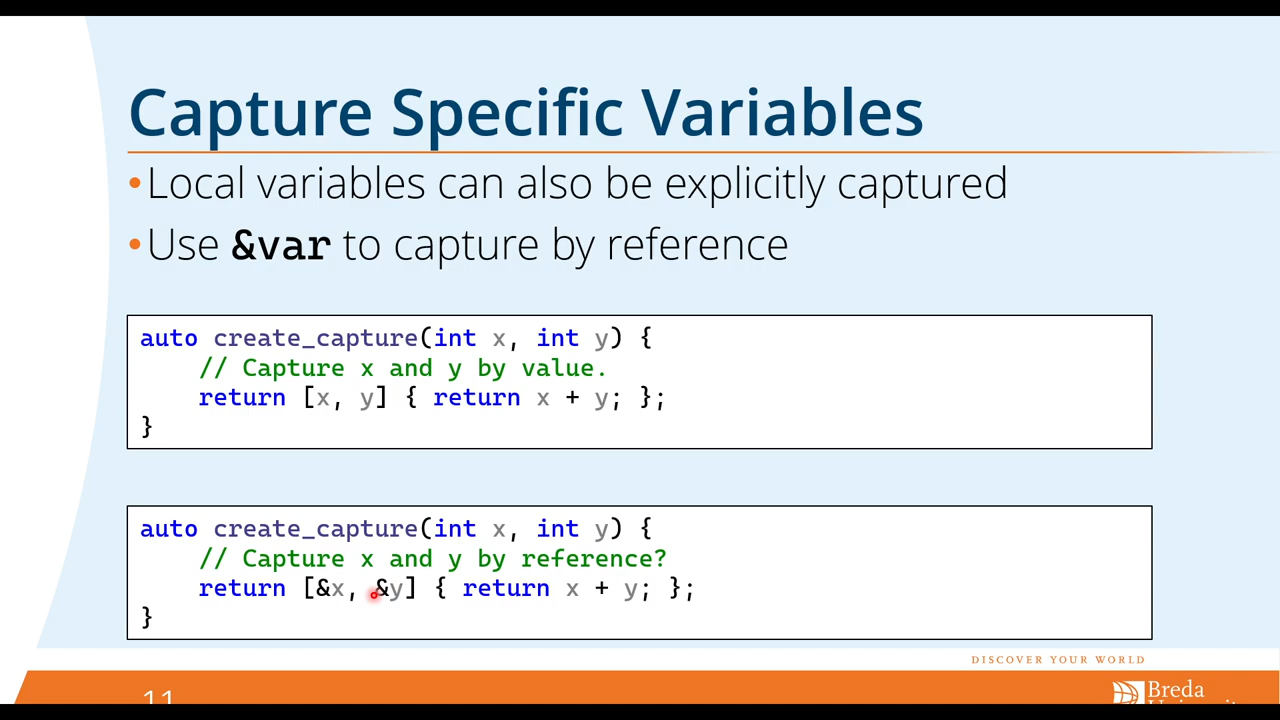 Capture Specific Variables
•Local variables can also be explicitly captured
•Use &var to capture by reference
auto create_capture(int x, int y) {
    // Capture x and y by value.
    return [x, y] { return x + y; };
}
auto create_capture(int x, int y) {
    // Capture x and y by reference?
    return [&x, &y] { return x + y; };
}
DISCOVER YOUR WORLD
11
Breda